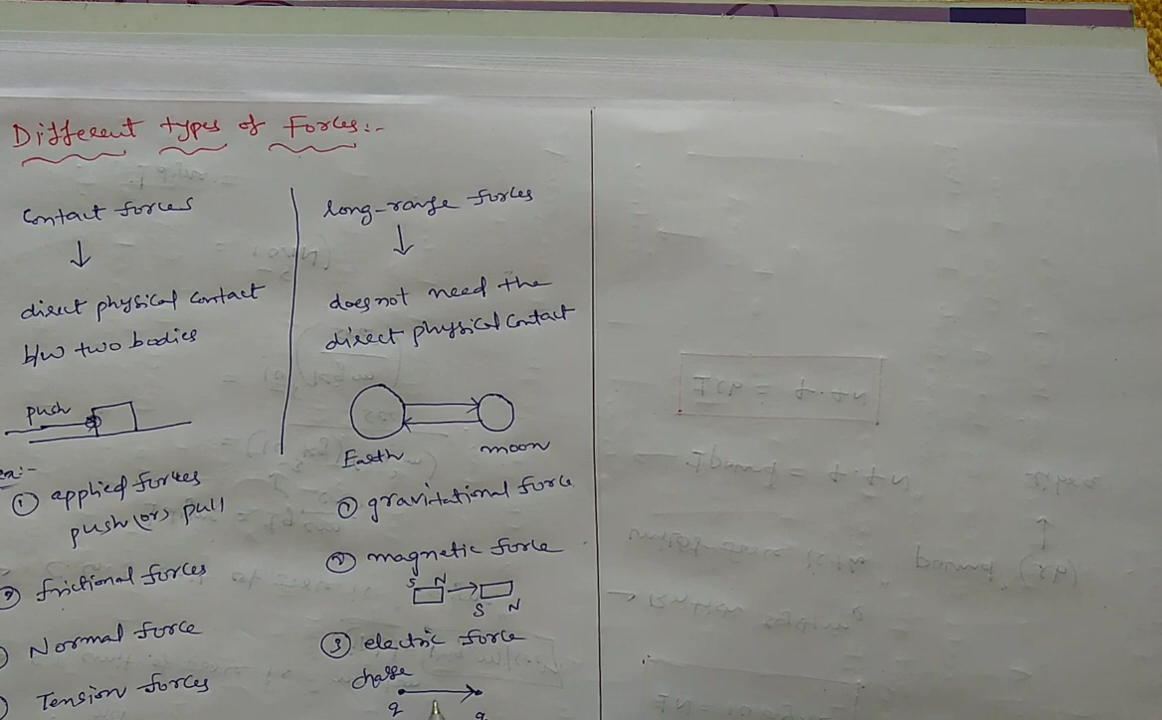 Different types of Forces:-
Contact forces
direct physical contact
b/w two bodies
push
Ex:-
① applied forces
push (or) pull
② frictional forces
Normal force
Tension forces
long-range forces
does not need the
direct physical contact
Earth
moon
① gravitational force
② magnetic force
S N
S N
③ electric force
charge
q q